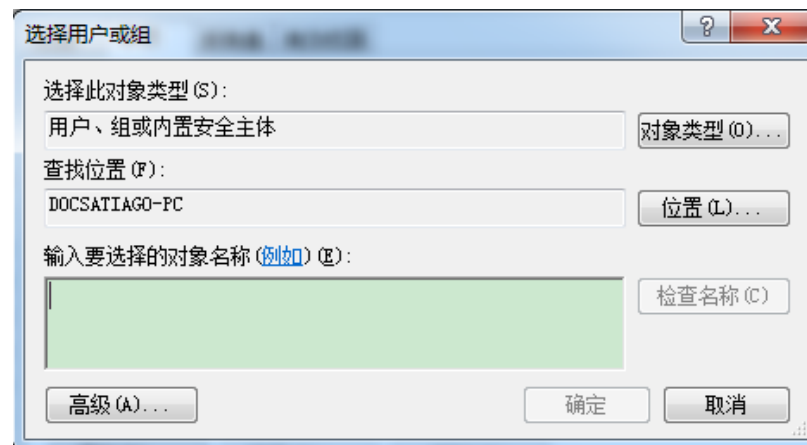 选择用户或组
选择此对象类型(S):
用户、组或内置安全主体
对象类型(O)...
查找位置(F):
DOCSATIAGO-PC
位置(L)...
输入要选择的对象名称(例如)(E):
检查名称(C)
高级(A)...
确定
取消